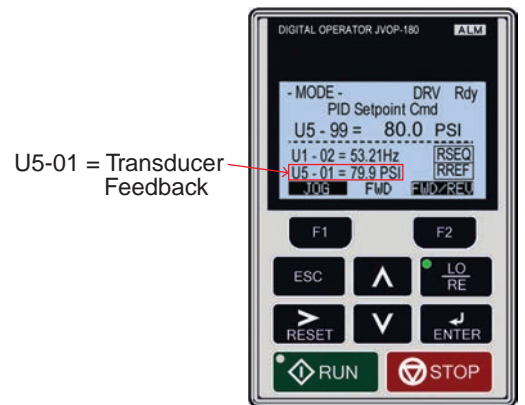 DIGITAL OPERATOR JVOP-180 ALM
- MODE - DRV Rdy
PID Setpoint Cmd
U5 - 99 = 80.0 PSI
U1 - 02 = 53.21Hz RSEQ
U5 - 01 = 79.9 PSI RREF
JOG FWD FWD/REV
U5-01 = Transducer
Feedback
F1 F2
ESC LO
RE
RESET ENTER
RUN STOP